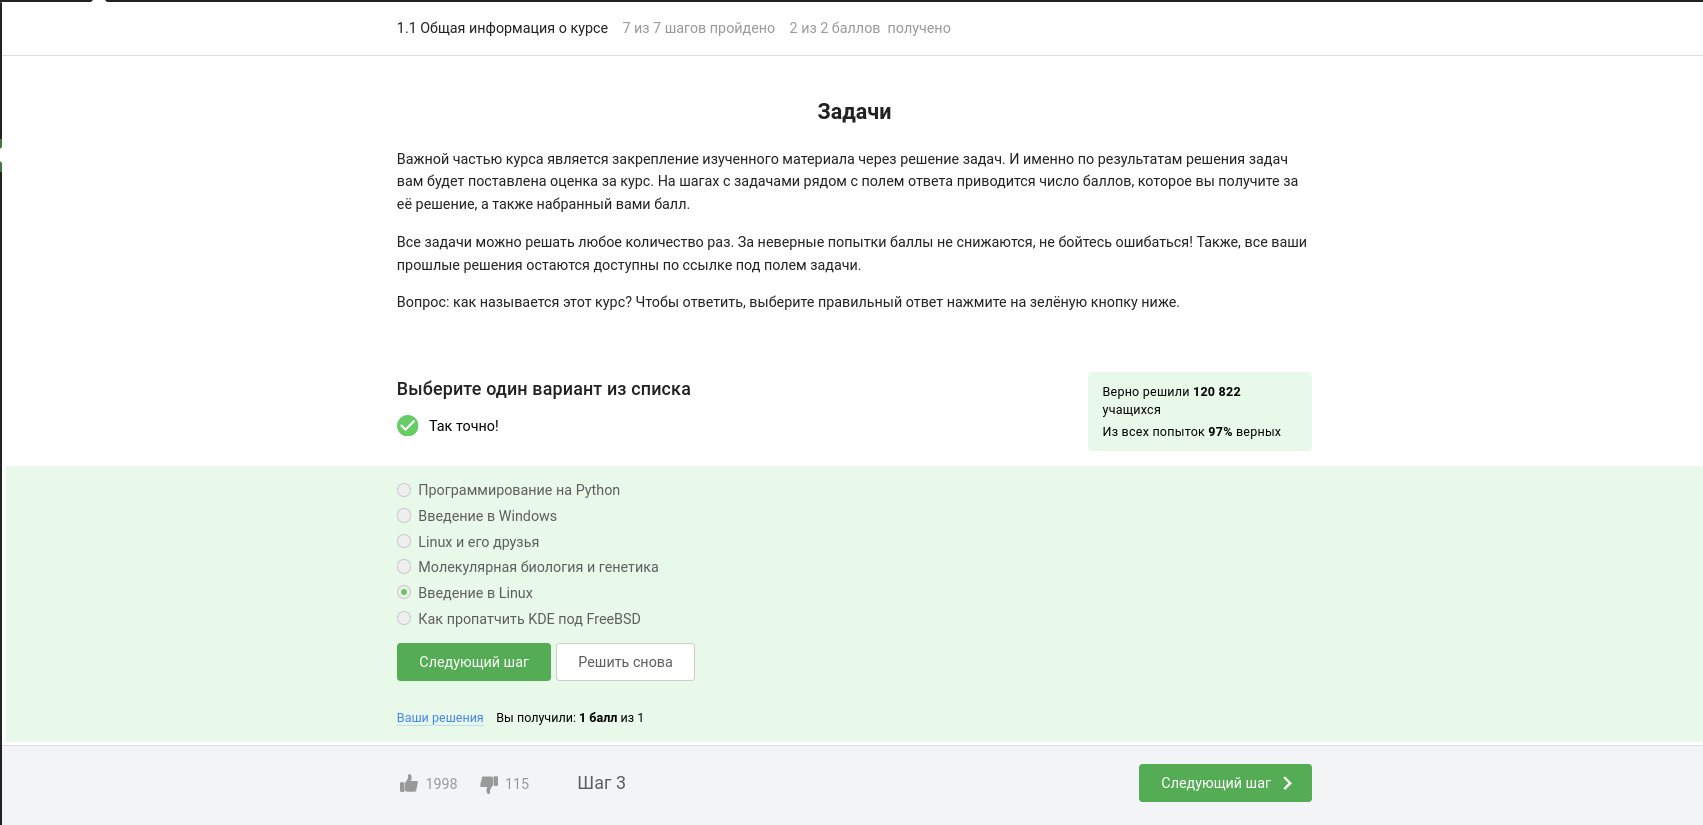 1.1 Общая информация о курсе 7 из 7 шагов пройдено 2 из 2 баллов получено
Задачи
Важной частью курса является закрепление изученного материала через решение задач. И именно по результатам решения задач
вам будет поставлена оценка за курс. На шагах с задачами рядом с полем ответа приводится число баллов, которое вы получите за
её решение, а также набранный вами балл.
Все задачи можно решать любое количество раз. За неверные попытки баллы не снижаются, не бойтесь ошибаться! Также, все ваши
прошлые решения остаются доступны по ссылке под полем задачи.
Вопрос: как называется этот курс? Чтобы ответить, выберите правильный ответ нажмите на зелёную кнопку ниже.
Выберите один вариант из списка
Так точно!
Верно решили 120 822
учащихся
Из всех попыток 97% верных
Программирование на Python
Введение в Windows
Linux и его друзья
Молекулярная биология и генетика
Введение в Linux
Как пропатчить KDE под FreeBSD
Следующий шаг Решить снова
Ваши решения Вы получили: 1 балл из 1
1998 115 Шаг 3 Следующий шаг